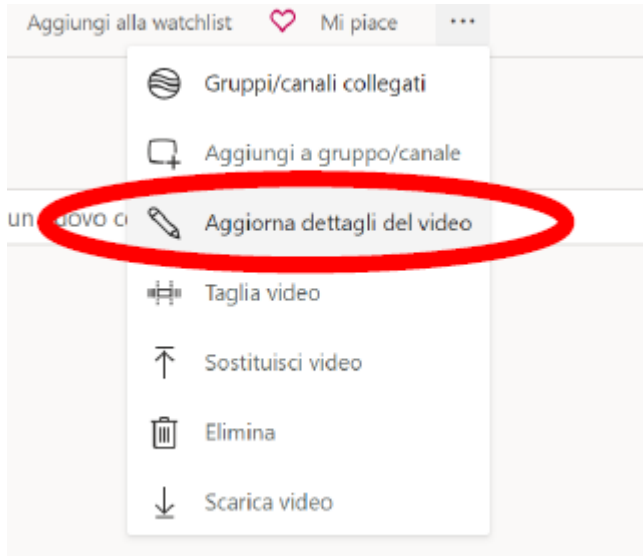 Aggiungi alla watchlist Mi piace ...
Gruppi/canali collegati
Aggiungi a gruppo/canale
un
Aggiorna dettagli del video
Taglia video
Sostituisci video
Elimina
Scarica video